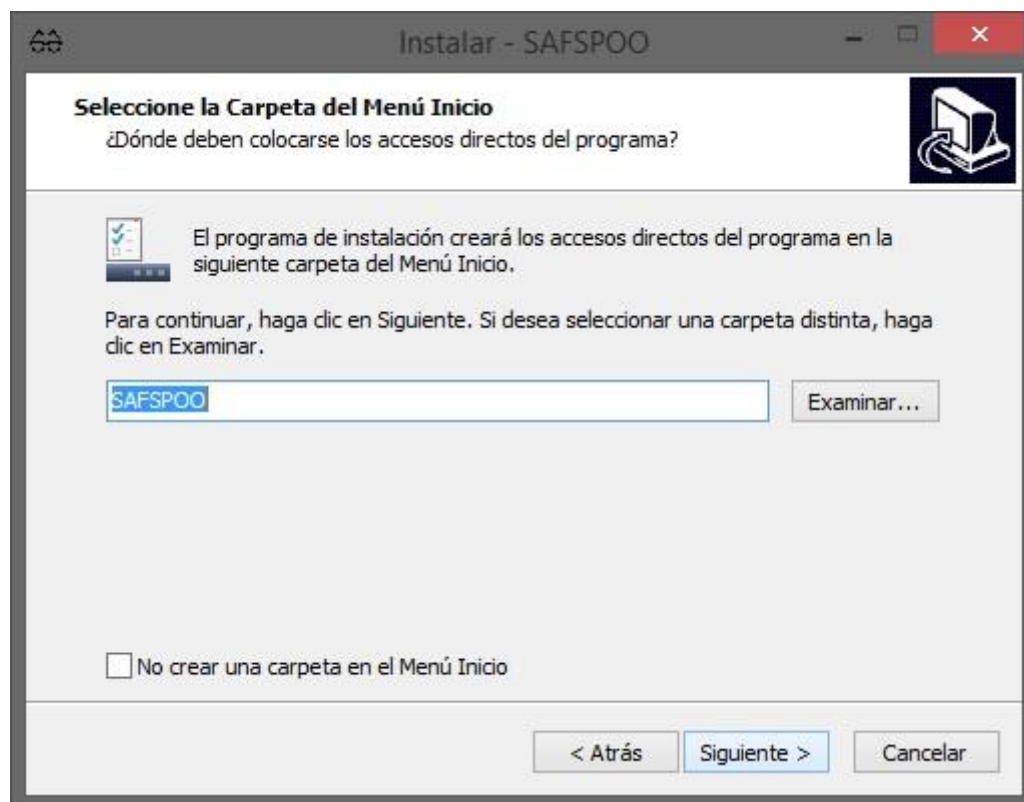 Instalar - SAFSPOO
Seleccione la Carpeta del Menú Inicio
¿Dónde deben colocarse los accesos directos del programa?
El programa de instalación creará los accesos directos del programa en la
siguiente carpeta del Menú Inicio.
Para continuar, haga clic en Siguiente. Si desea seleccionar una carpeta distinta, haga
clic en Examinar.
SAFSPOO
Examinar...
No crear una carpeta en el Menú Inicio
< Atrás
Siguiente >
Cancelar